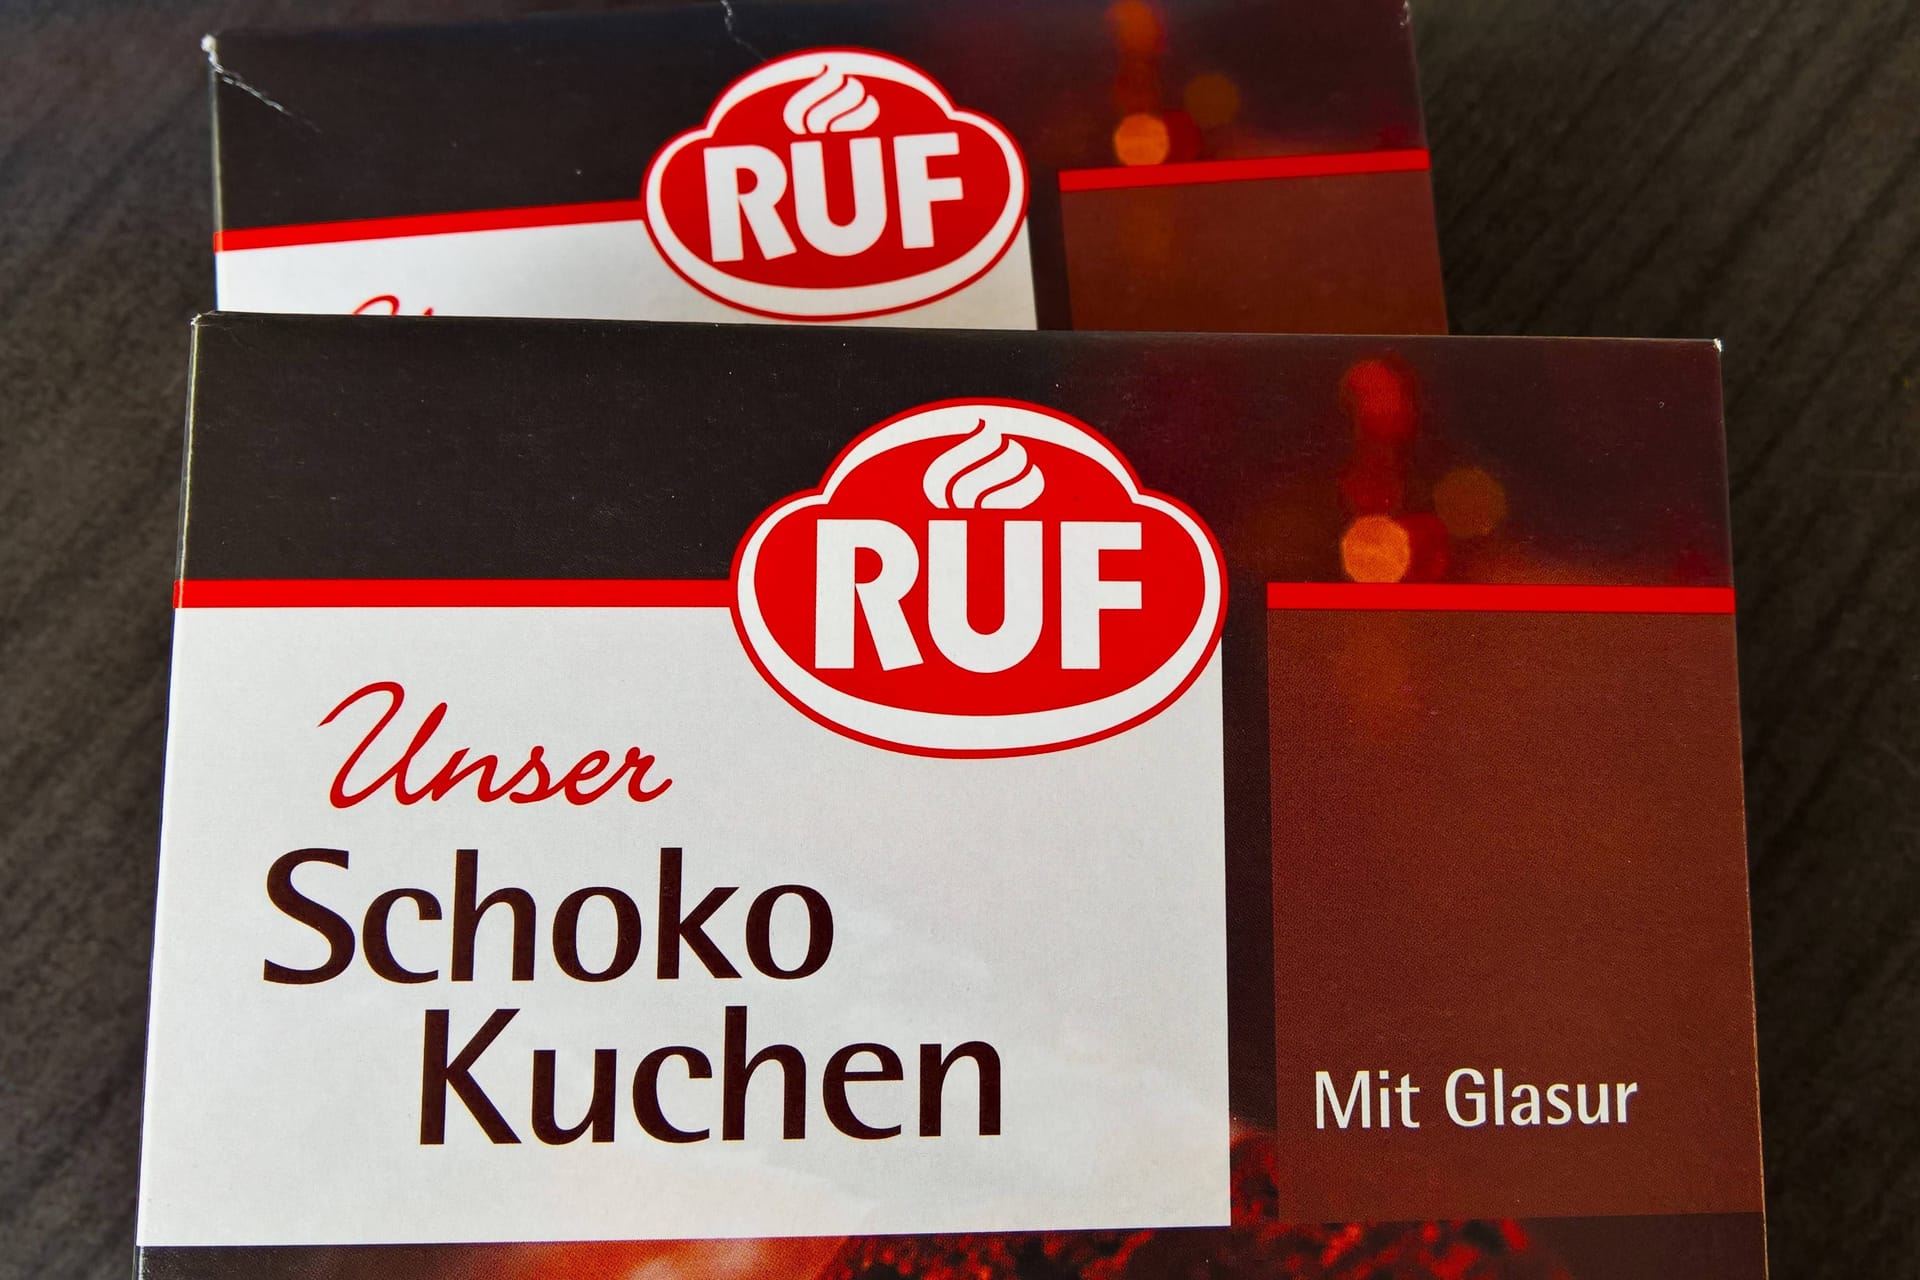 RUF
RUF
Unser
Schoko
Kuchen
Mit Glasur